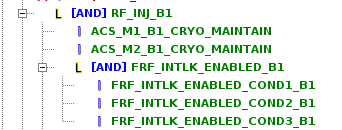 L [AND] RF_INJ_B1
ACS_M1_B1_CRYO_MAINTAIN
ACS_M2_B1_CRYO_MAINTAIN
L [AND] FRF_INTLK_ENABLED_B1
FRF_INTLK_ENABLED_COND1_B1
FRF_INTLK_ENABLED_COND2_B1
FRF_INTLK_ENABLED_COND3_B1